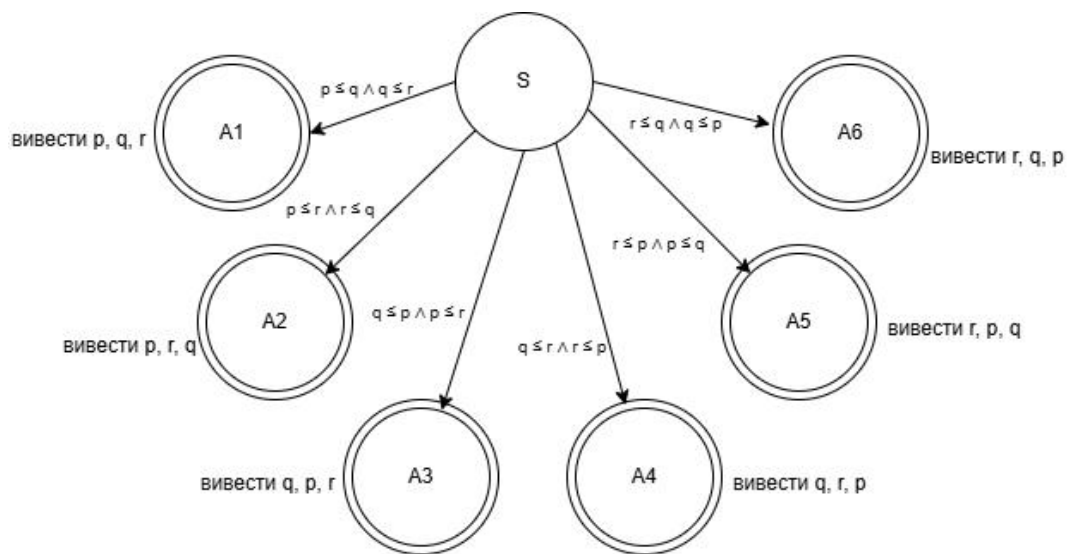 S
A1
p ≤ q ∧ q ≤ r
вивести p, q, r
r ≤ q ∧ q ≤ p
A6
вивести r, q, p
p ≤ r ∧ r ≤ q
A2
вивести p, r, q
r ≤ p ∧ p ≤ q
A5
вивести r, p, q
q ≤ p ∧ p ≤ r
A3
вивести q, p, r
q ≤ r ∧ r ≤ p
A4
вивести q, r, p